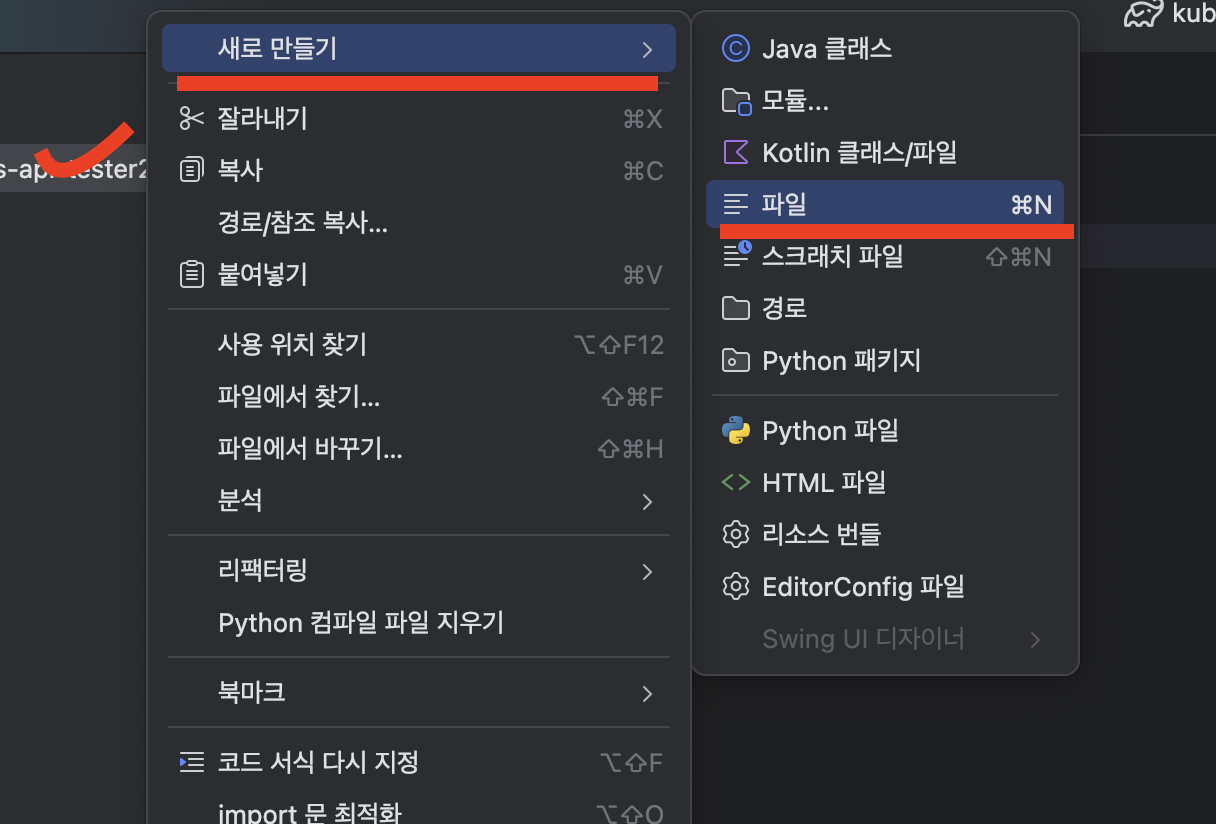 kub
s-api-tester2
새로 만들기
잘라내기 ⌘X
복사 ⌘C
경로/참조 복사...
붙여넣기 ⌘V
사용 위치 찾기 ⌥⇧F12
파일에서 찾기... ⇧⌘F
파일에서 바꾸기... ⇧⌘H
분석
리팩터링
Python 컴파일 파일 지우기
북마크
코드 서식 다시 지정 ⌥⇧F
import 문 최적화 ⌥⇧O
Java 클래스
모듈...
Kotlin 클래스/파일
파일 ⌘N
스크래치 파일 ⇧⌘N
경로
Python 패키지
Python 파일
HTML 파일
리소스 번들
EditorConfig 파일
Swing UI 디자이너